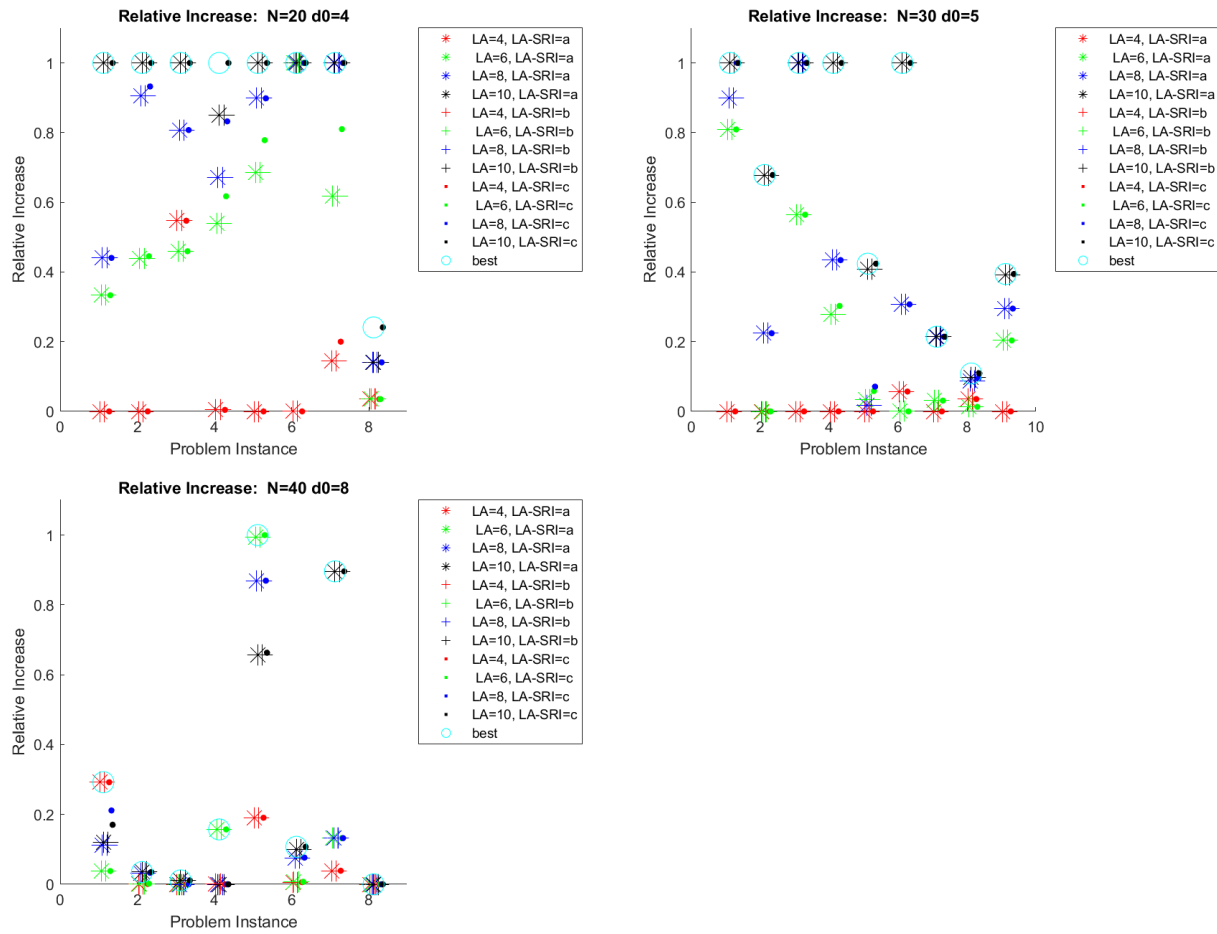 Relative Increase:  N=20 d0=4
Relative Increase
1
0.8
0.6
0.4
0.2
0
0
2
4
6
8
Problem Instance
LA=4, LA-SRI=a
LA=6, LA-SRI=a
LA=8, LA-SRI=a
LA=10, LA-SRI=a
LA=4, LA-SRI=b
LA=6, LA-SRI=b
LA=8, LA-SRI=b
LA=10, LA-SRI=b
LA=4, LA-SRI=c
LA=6, LA-SRI=c
LA=8, LA-SRI=c
LA=10, LA-SRI=c
best
Relative Increase:  N=30 d0=5
Relative Increase
1
0.8
0.6
0.4
0.2
0
0
2
4
6
8
10
Problem Instance
LA=4, LA-SRI=a
LA=6, LA-SRI=a
LA=8, LA-SRI=a
LA=10, LA-SRI=a
LA=4, LA-SRI=b
LA=6, LA-SRI=b
LA=8, LA-SRI=b
LA=10, LA-SRI=b
LA=4, LA-SRI=c
LA=6, LA-SRI=c
LA=8, LA-SRI=c
LA=10, LA-SRI=c
best
Relative Increase:  N=40 d0=8
Relative Increase
1
0.8
0.6
0.4
0.2
0
0
2
4
6
8
Problem Instance
LA=4, LA-SRI=a
LA=6, LA-SRI=a
LA=8, LA-SRI=a
LA=10, LA-SRI=a
LA=4, LA-SRI=b
LA=6, LA-SRI=b
LA=8, LA-SRI=b
LA=10, LA-SRI=b
LA=4, LA-SRI=c
LA=6, LA-SRI=c
LA=8, LA-SRI=c
LA=10, LA-SRI=c
best